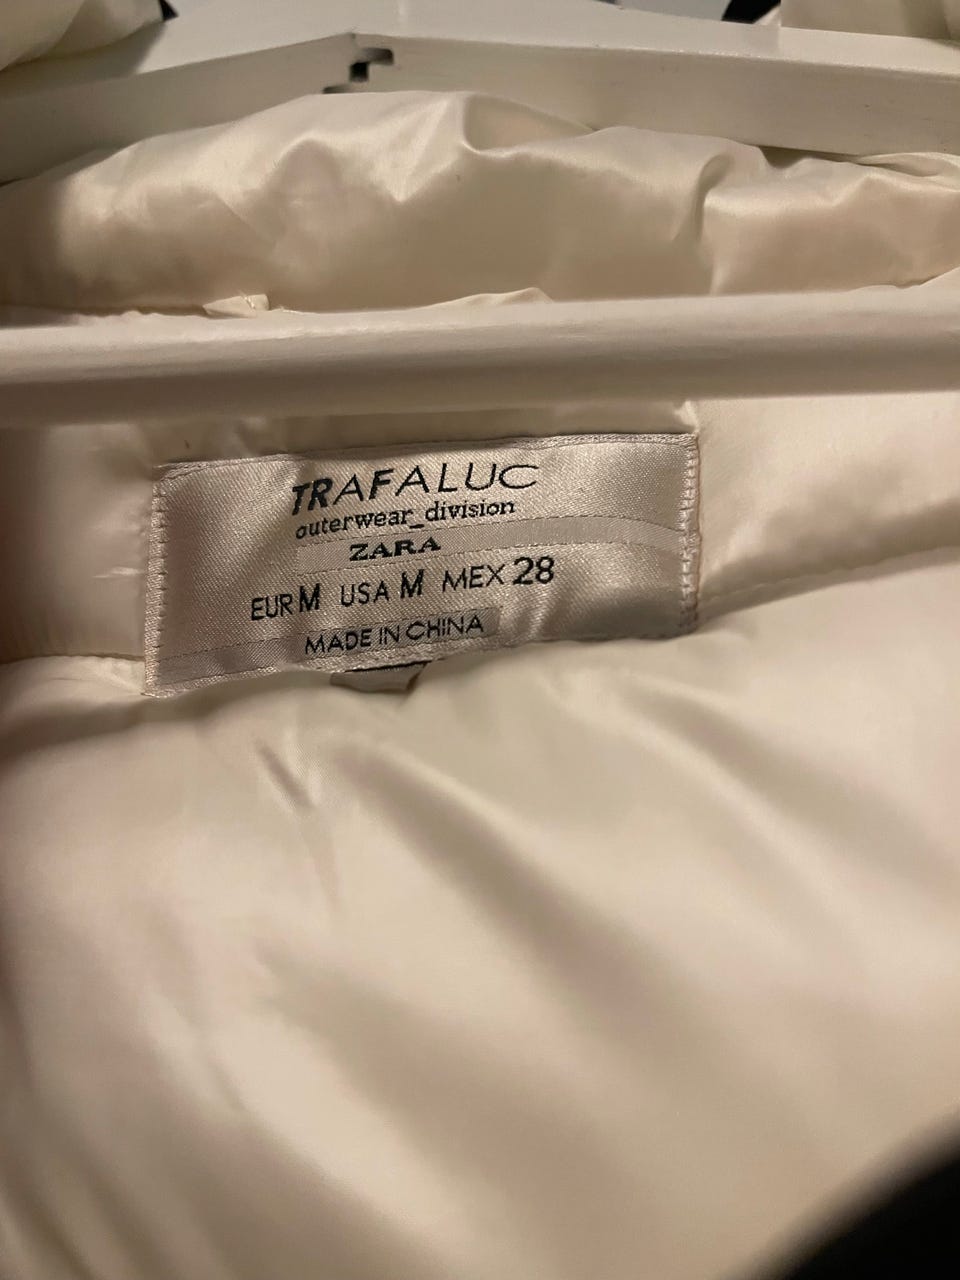 TRAFALUC
outerwear_division
ZARA
EUR M USA M MEX 28
MADE IN CHINA